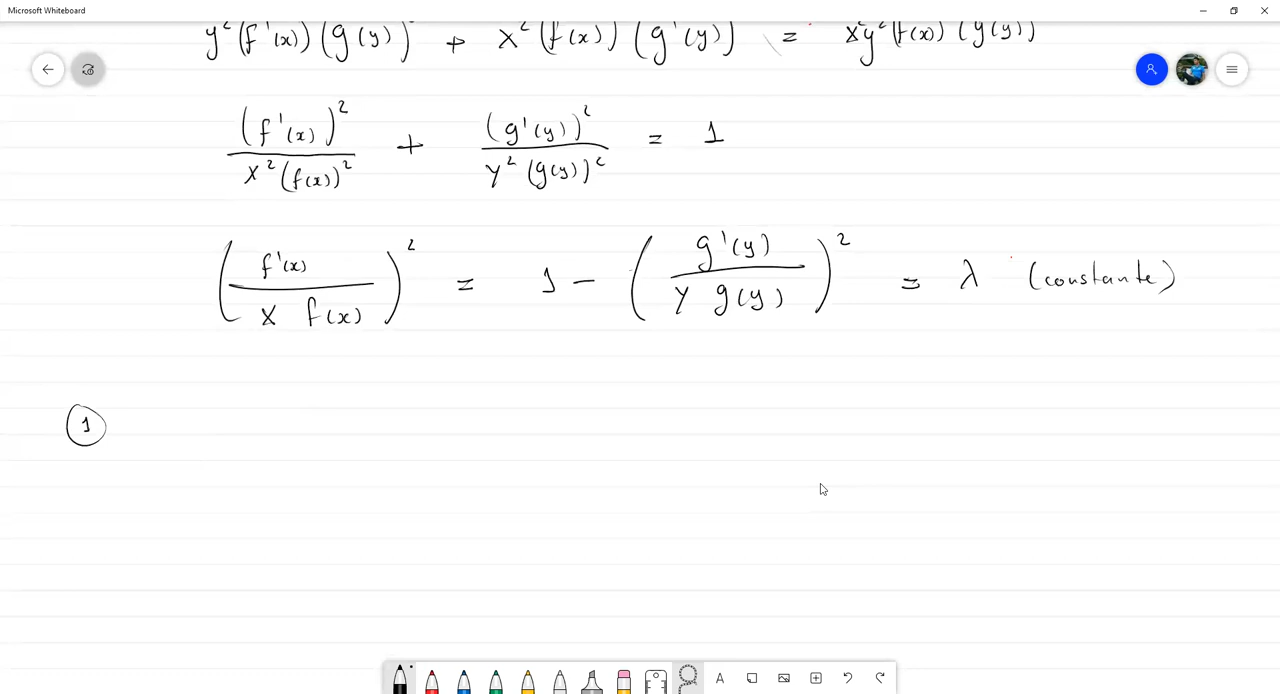 Microsoft Whiteboard
y²(f'(x))(g(y))² + x²(f(x))(g'(y)) = x²y²(f(x))(g(y))
(f'(x))² / x²(f(x))² + (g'(y))² / y²(g(y))² = 1
(f'(x) / x f(x))² = 1 - (g'(y) / y g(y))² = λ (constante)
1
A